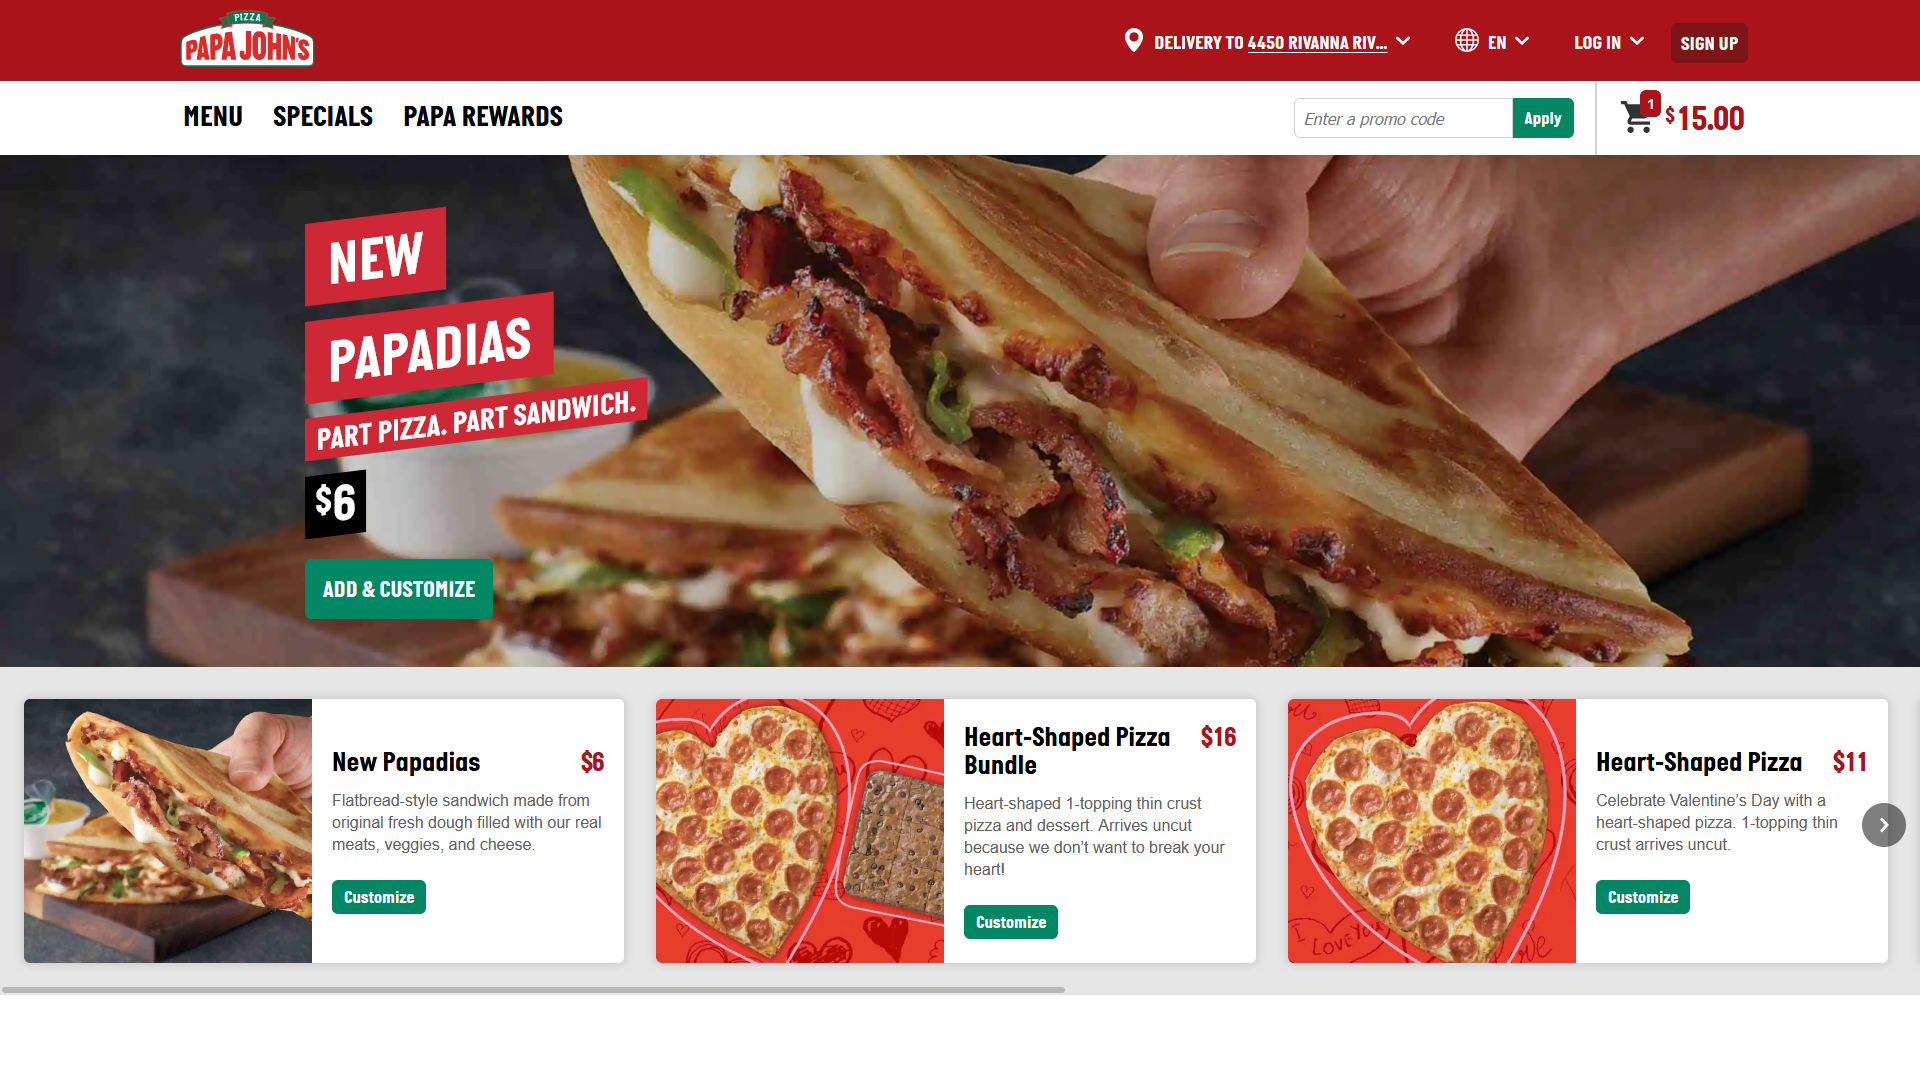 PIZZA
PAPA JOHN'S
DELIVERY TO 4450 RIVANNA RIV...
EN
LOG IN
SIGN UP
MENU
SPECIALS
PAPA REWARDS
Enter a promo code
Apply
1
$15.00
NEW
PAPADIAS
PART PIZZA. PART SANDWICH.
$6
ADD & CUSTOMIZE
New Papadias
$6
Flatbread-style sandwich made from
original fresh dough filled with our real
meats, veggies, and cheese.
Customize
Heart-Shaped Pizza
Bundle
$16
Heart-shaped 1-topping thin crust
pizza and dessert. Arrives uncut
because we don't want to break your
heart!
Customize
I LOVE YOU
Heart-Shaped Pizza
$11
Celebrate Valentine's Day with a
heart-shaped pizza. 1-topping thin
crust arrives uncut.
Customize